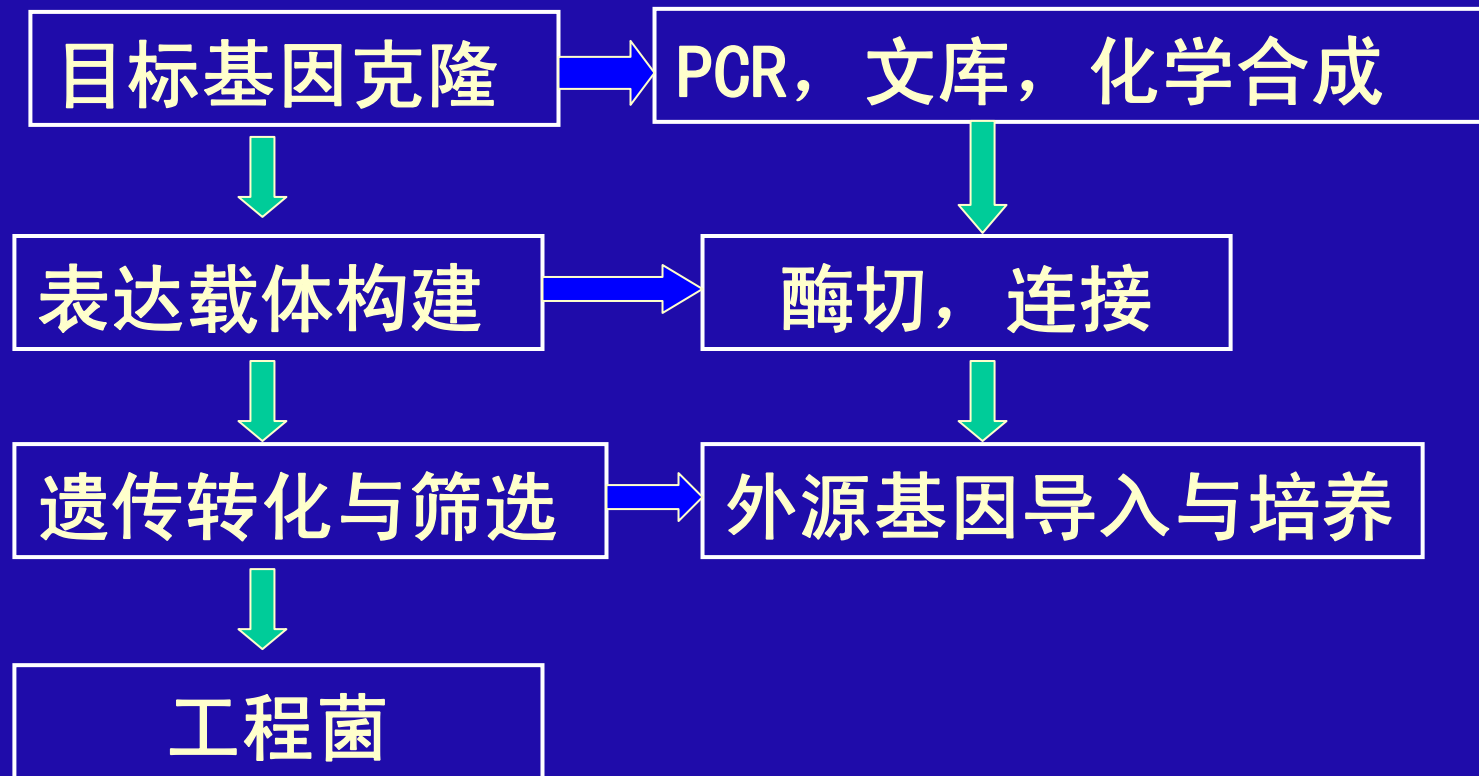 目标基因克隆
PCR，文库，化学合成
表达载体构建
酶切，连接
遗传转化与筛选
外源基因导入与培养
工程菌